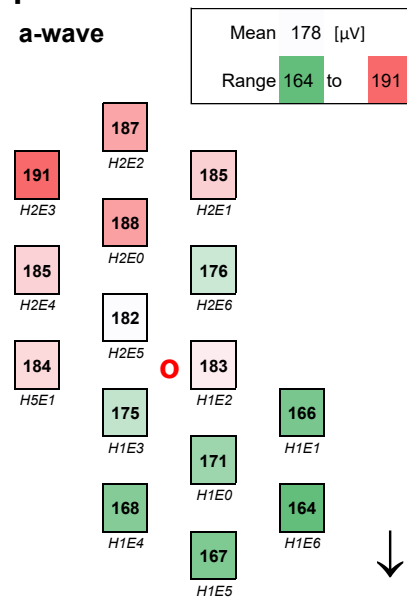 a-wave
Mean 178 [µV]
Range 164 to 191
187
H2E2
191
H2E3
185
H2E1
188
H2E0
185
H2E4
176
H2E6
182
H2E5
184
H5E1
O
183
H1E2
175
H1E3
166
H1E1
171
H1E0
168
H1E4
164
H1E6
167
H1E5